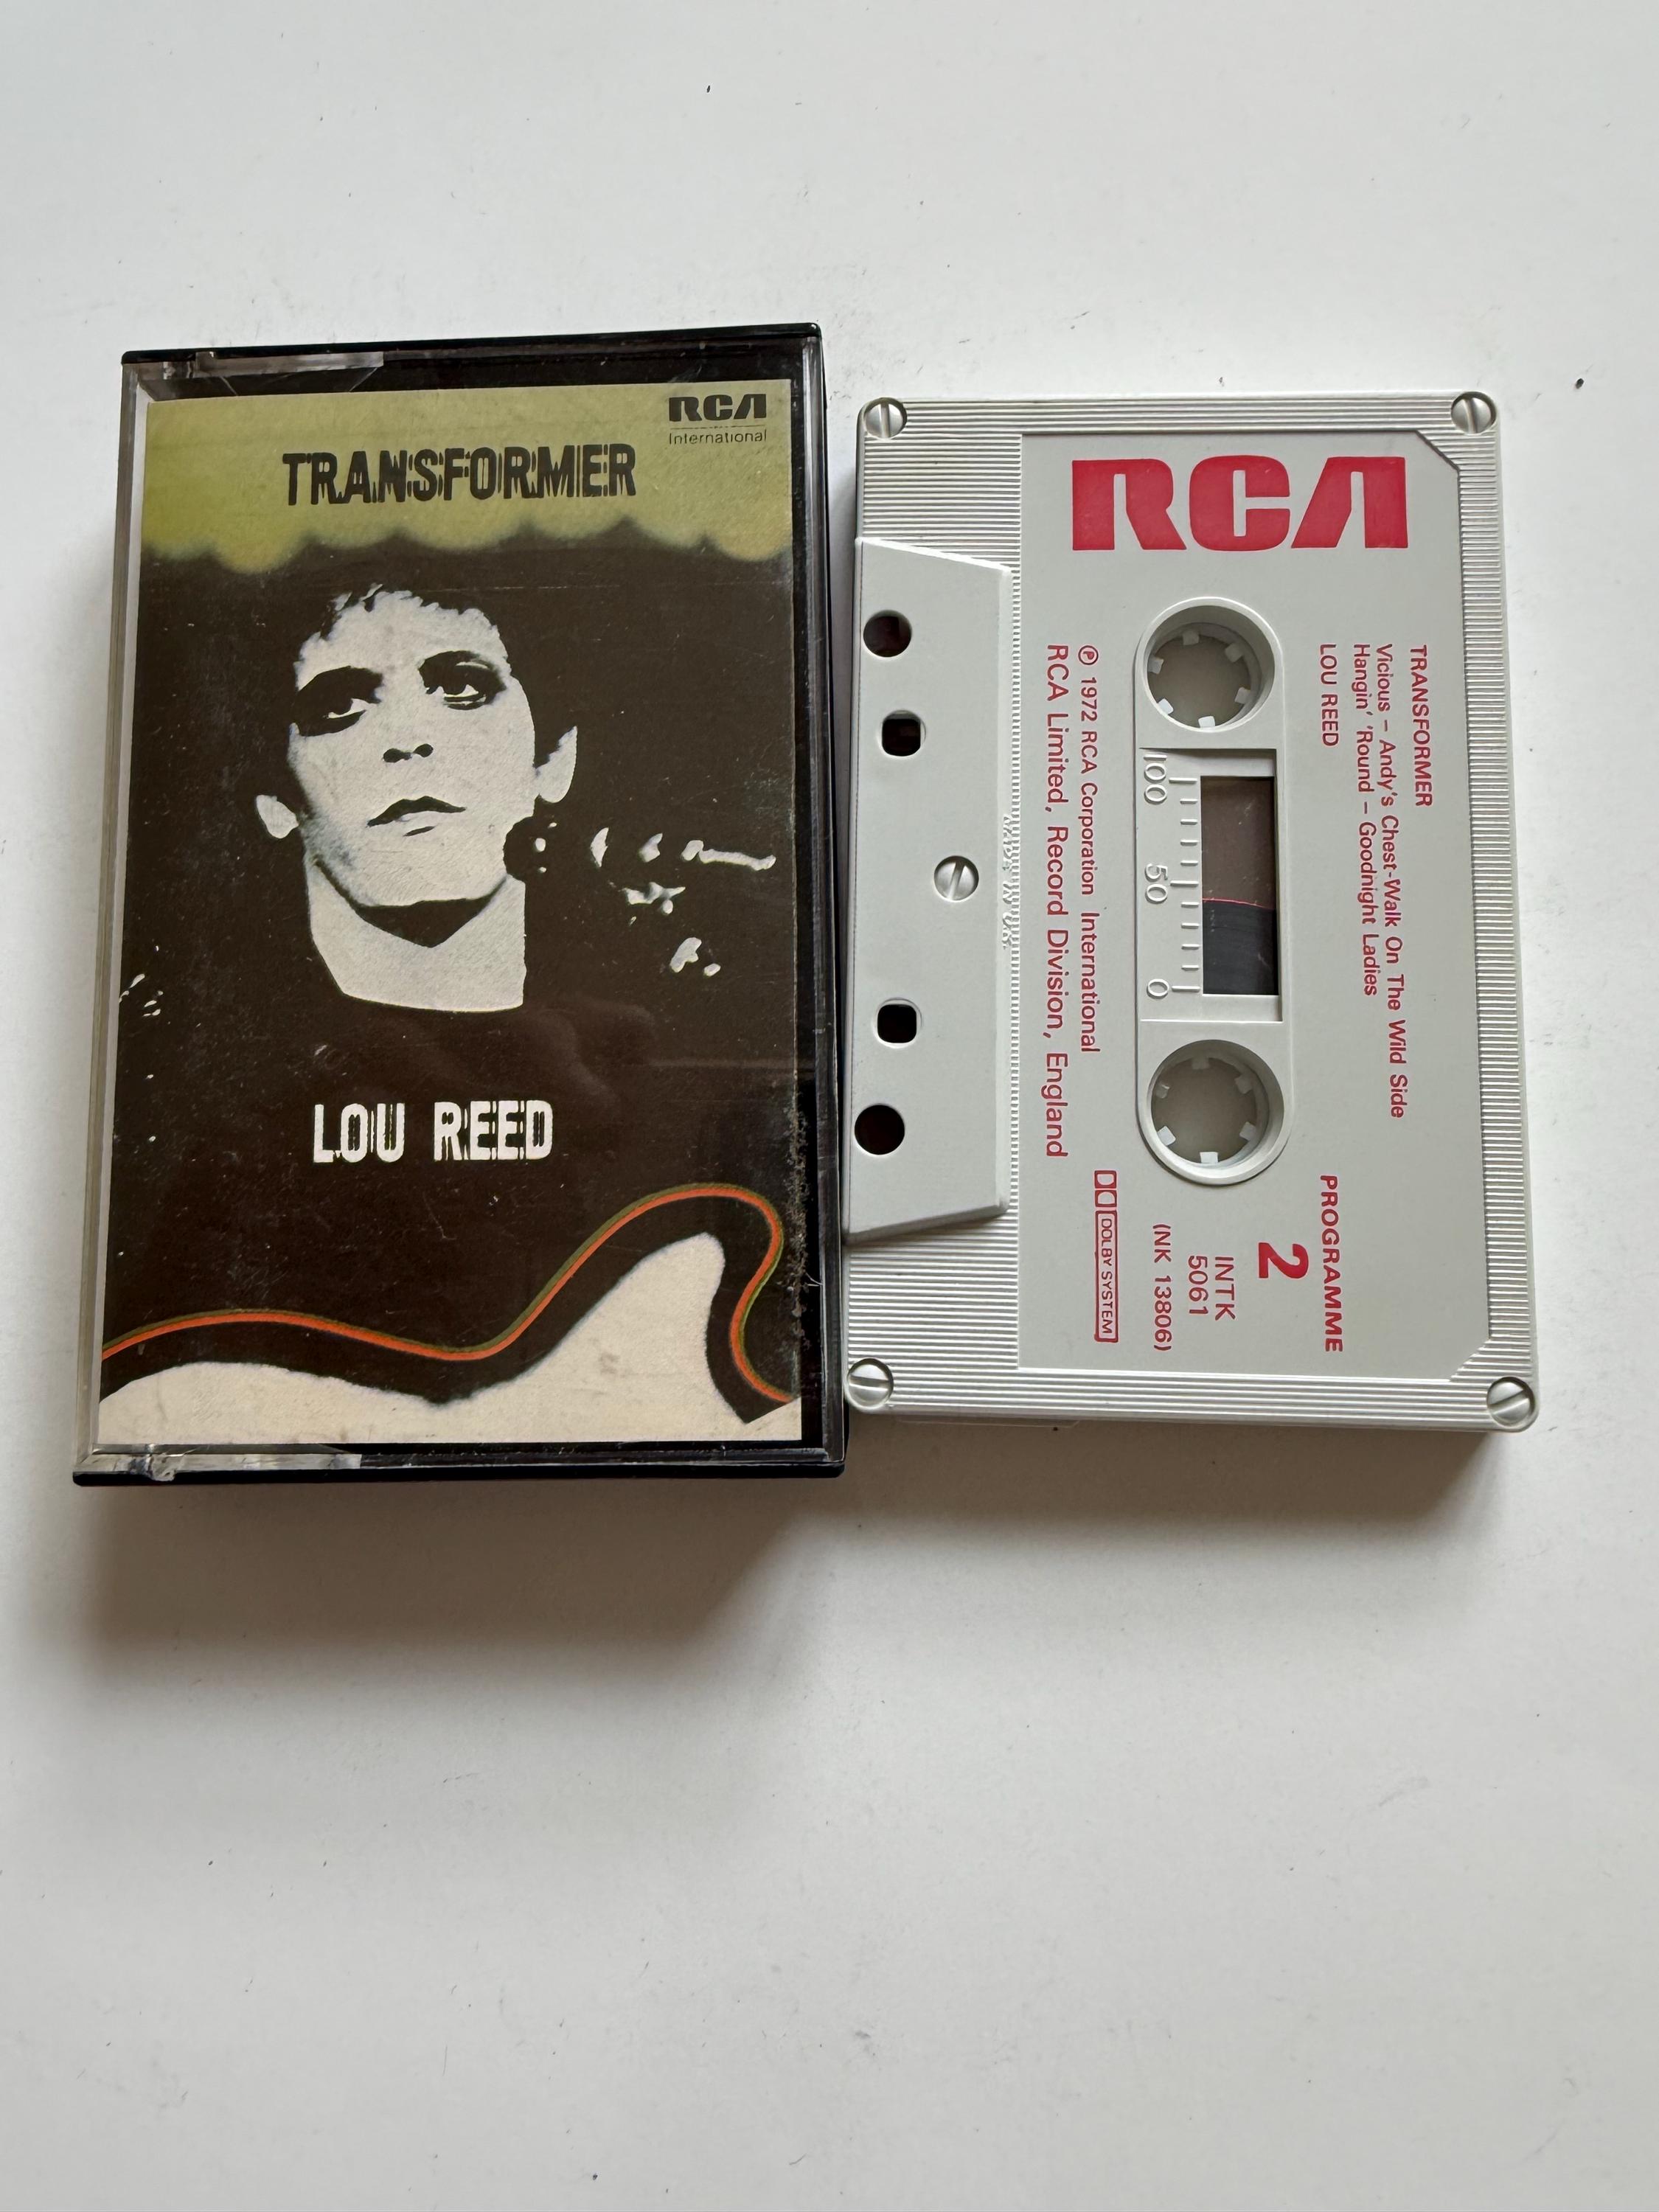 RCA
International
TRANSFORMER
LOU REED
RCA
TRANSFORMER
Vicious – Andy's Chest-Walk On The Wild Side
Hangin' 'Round – Goodnight Ladies
LOU REED
PROGRAMME
2
INTK
5061
(NK 13806)
100 50 0
DOLBY SYSTEM
℗ 1972 RCA Corporation International
RCA Limited, Record Division, England
MADE IN U.K.